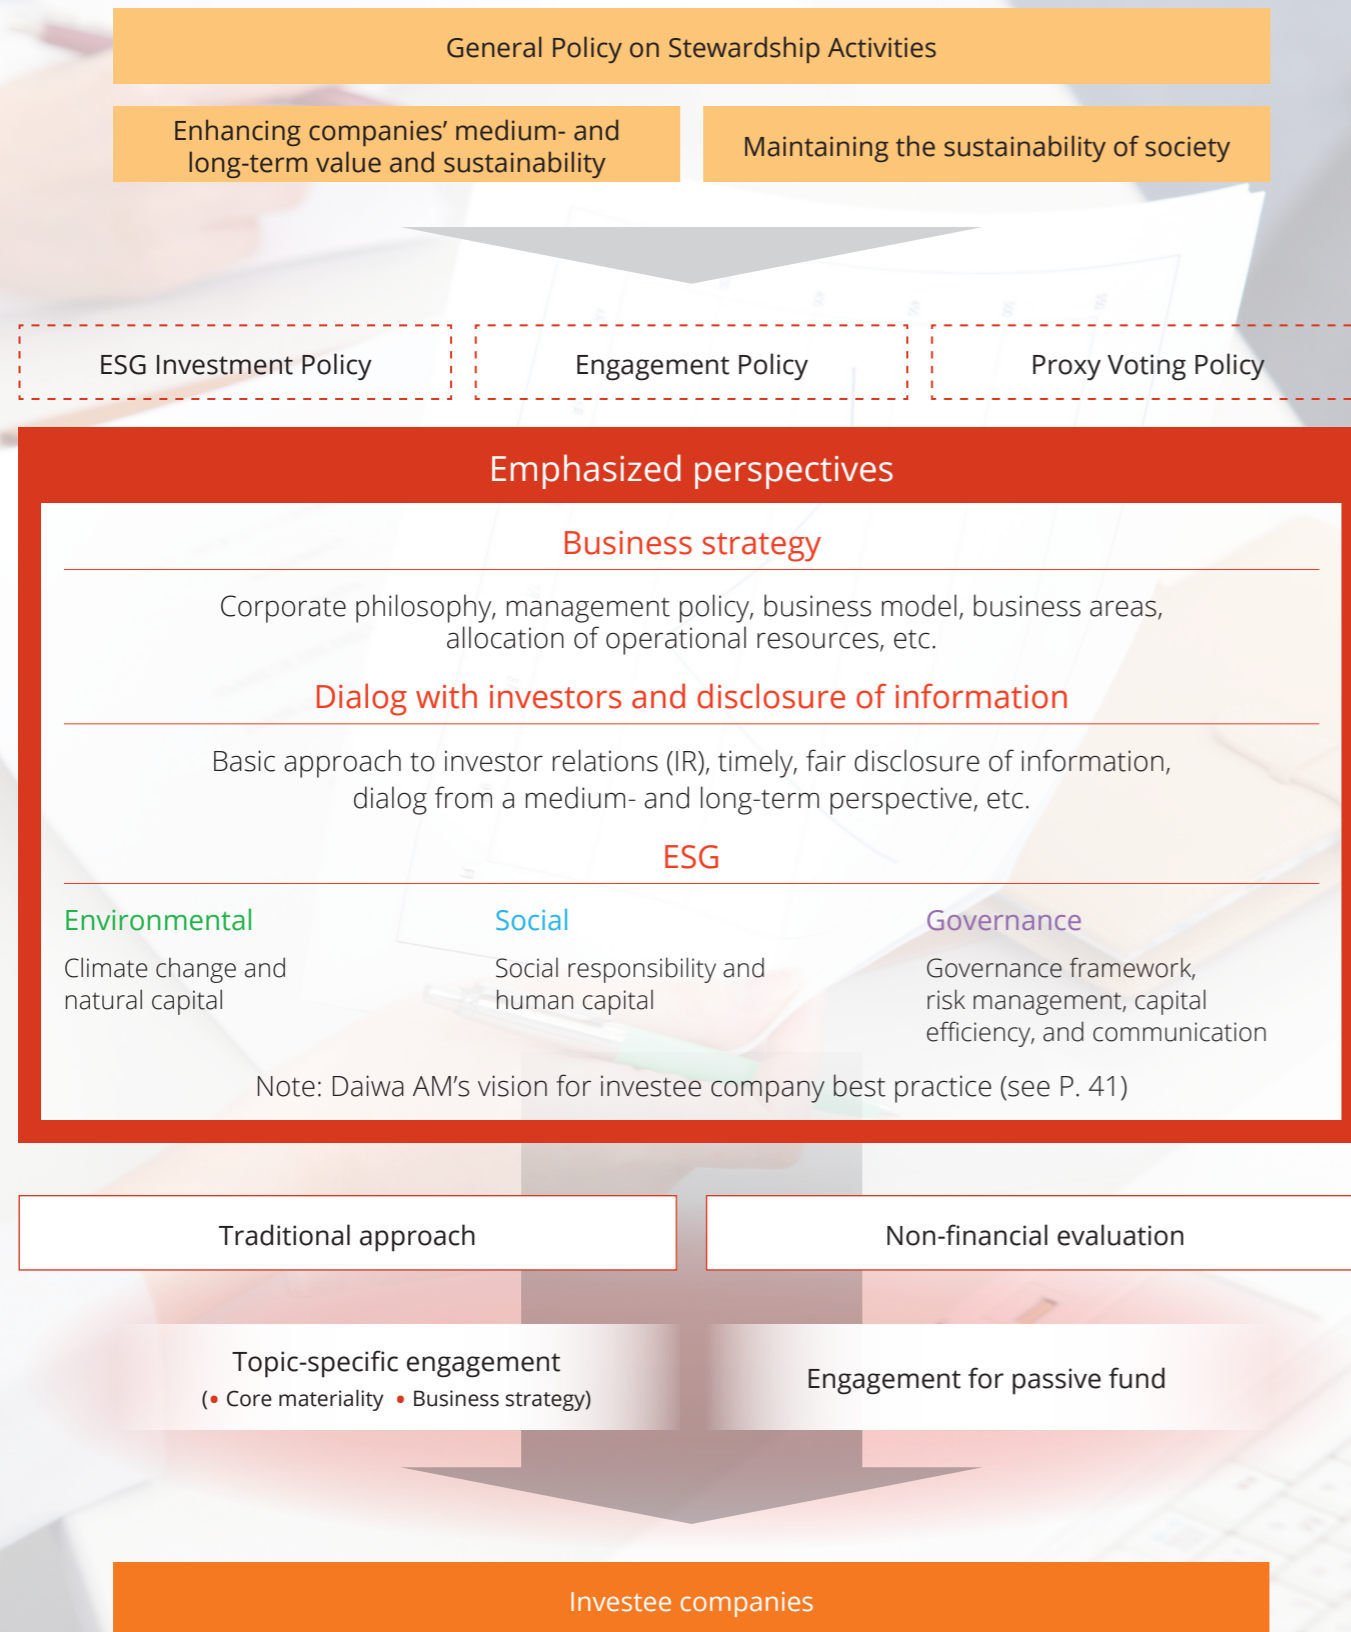 General Policy on Stewardship Activities
Enhancing companies’ medium- and
long-term value and sustainability
Maintaining the sustainability of society
ESG Investment Policy
Engagement Policy
Proxy Voting Policy
Emphasized perspectives
Business strategy
Corporate philosophy, management policy, business model, business areas,
allocation of operational resources, etc.
Dialog with investors and disclosure of information
Basic approach to investor relations (IR), timely, fair disclosure of information,
dialog from a medium- and long-term perspective, etc.
ESG
Environmental
Climate change and
natural capital
Social
Social responsibility and
human capital
Governance
Governance framework,
risk management, capital
efficiency, and communication
Note: Daiwa AM’s vision for investee company best practice (see P. 41)
Traditional approach
Non-financial evaluation
Topic-specific engagement
(• Core materiality • Business strategy)
Engagement for passive fund
Investee companies